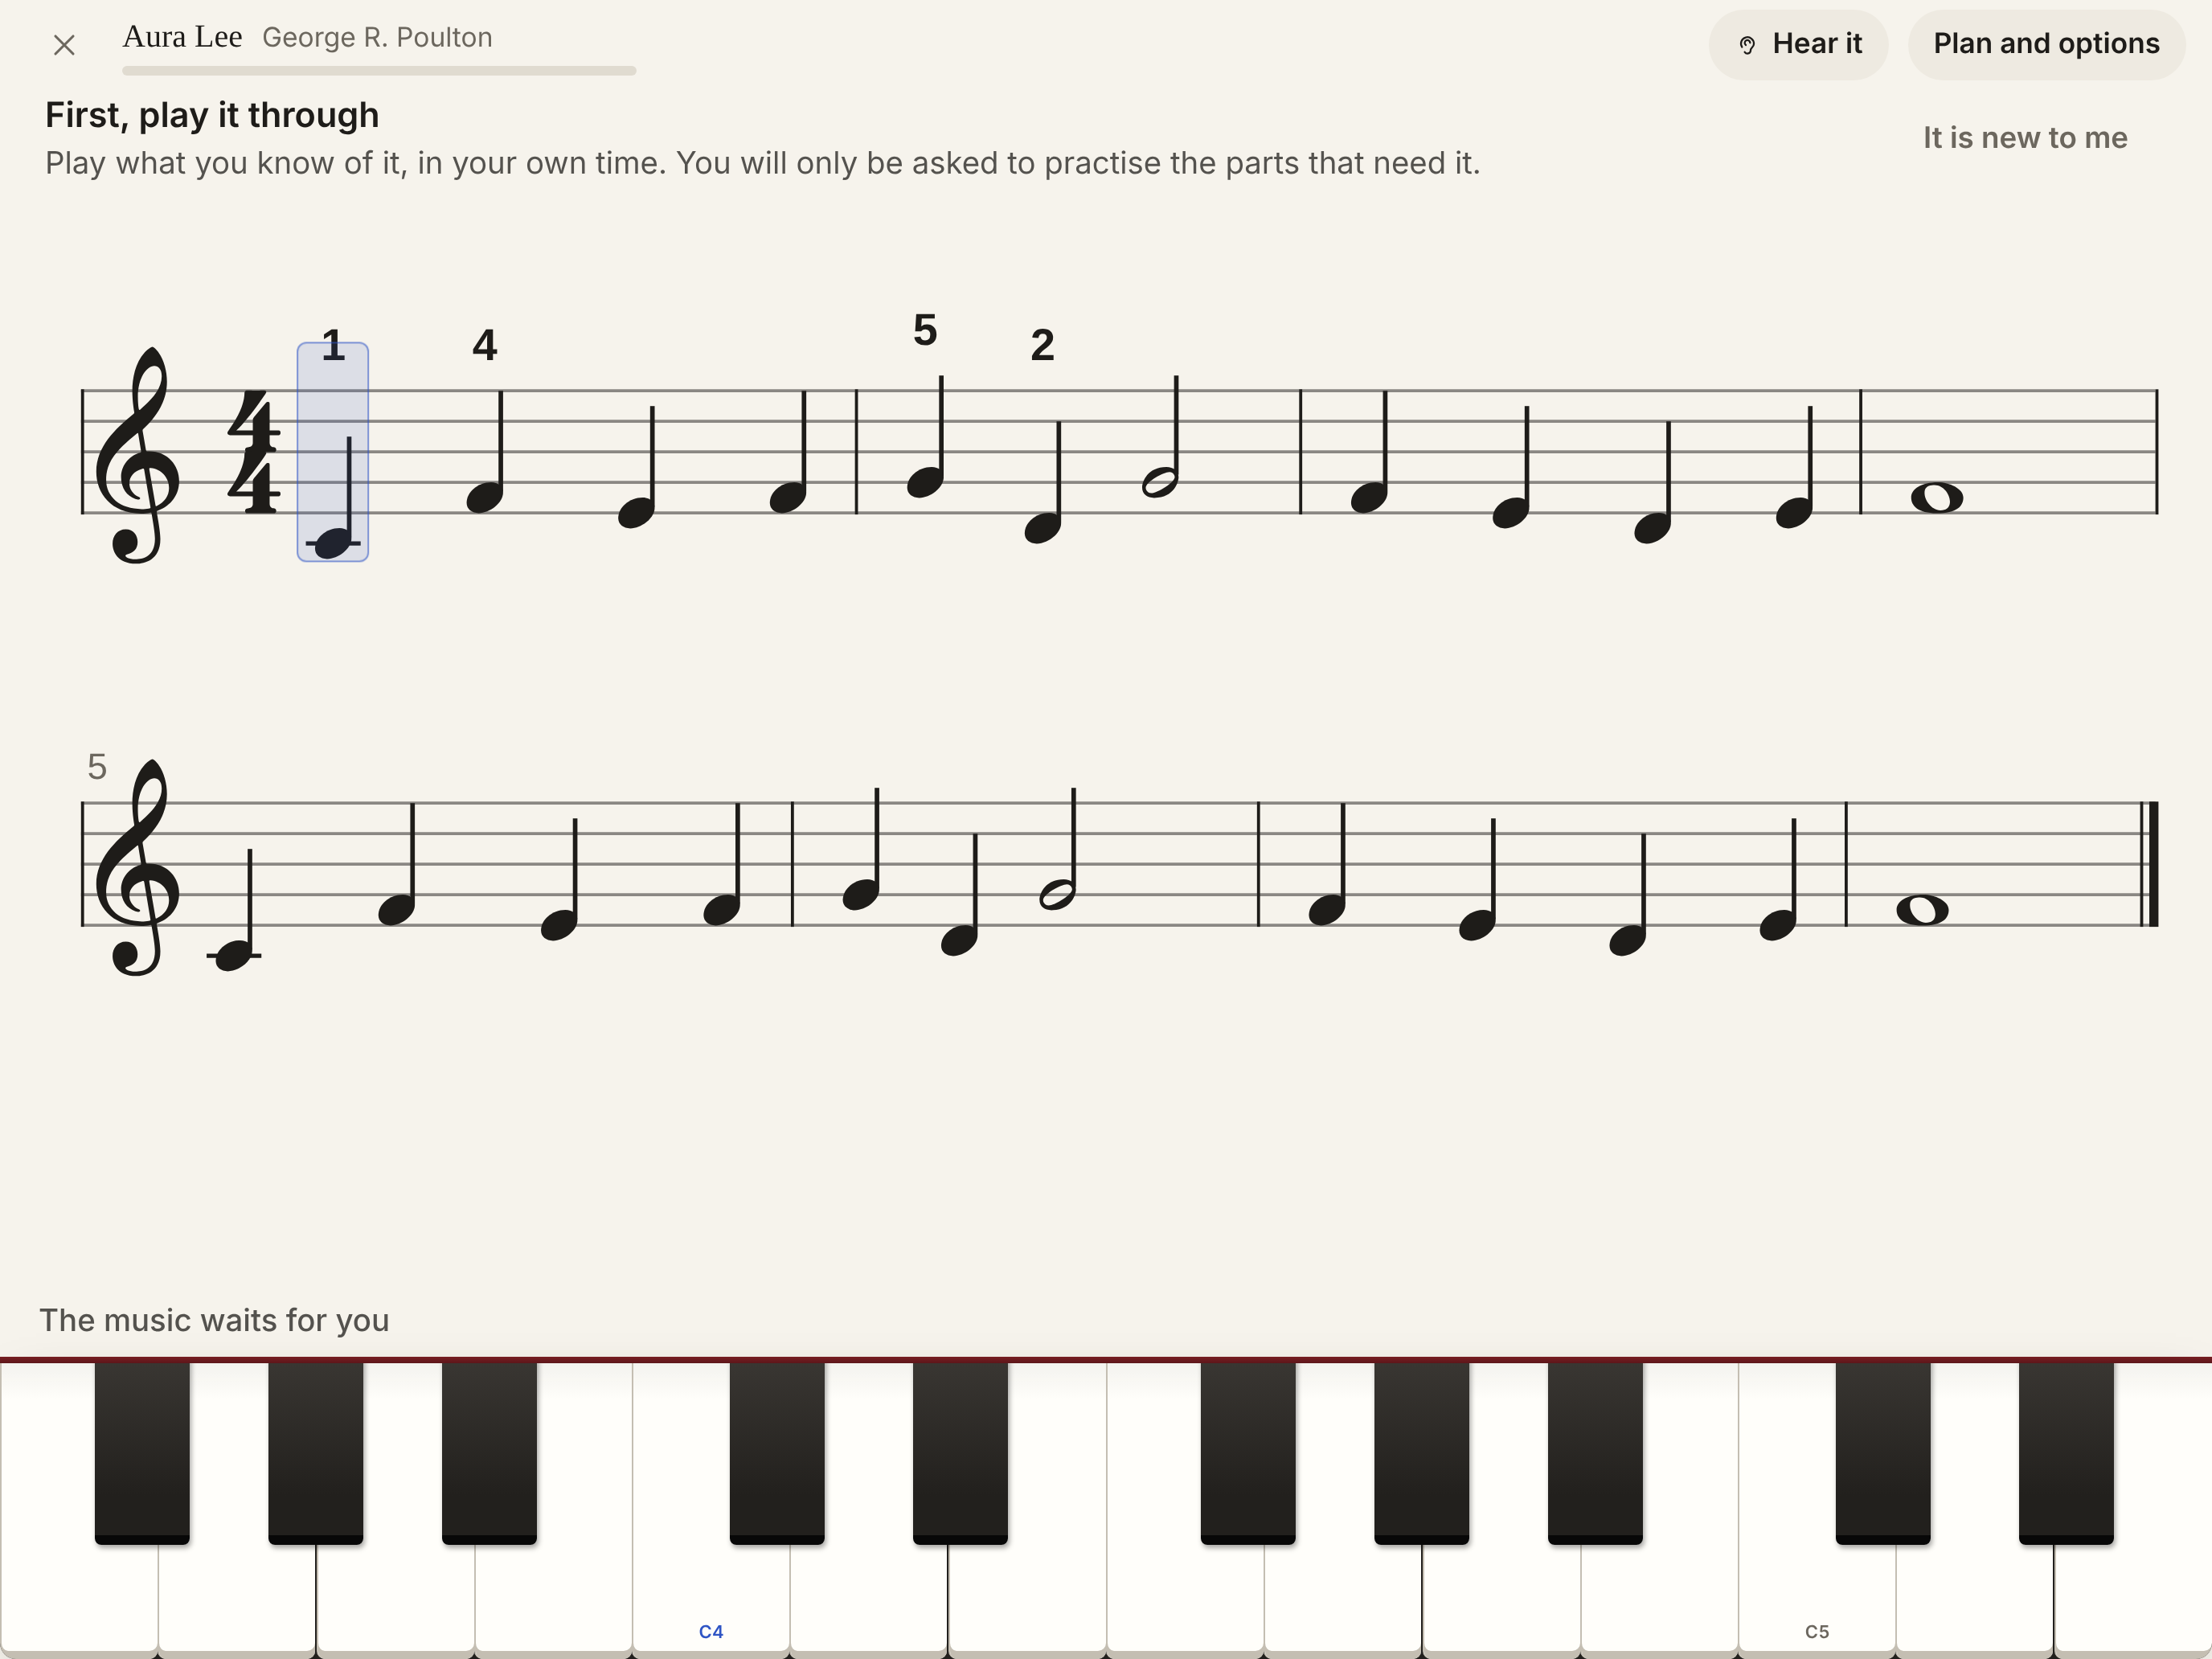 Aura Lee George R. Poulton
Hear it
Plan and options
First, play it through
It is new to me
Play what you know of it, in your own time. You will only be asked to practise the parts that need it.
1 4 5 2
4
4
5
The music waits for you
C4 C5